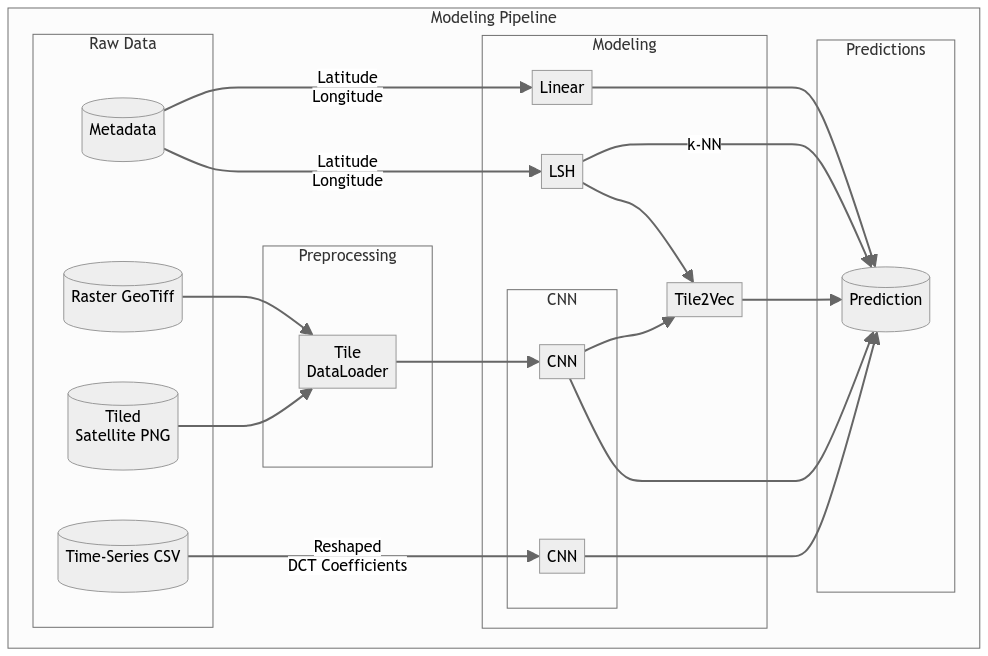 Modeling Pipeline
Raw Data
Modeling
Predictions
Latitude
Longitude
Linear
Metadata
k-NN
Latitude
Longitude
LSH
Preprocessing
Raster GeoTiff
CNN
Tile2Vec
Prediction
Tile
DataLoader
CNN
Tiled
Satellite PNG
Time-Series CSV
Reshaped
DCT Coefficients
CNN